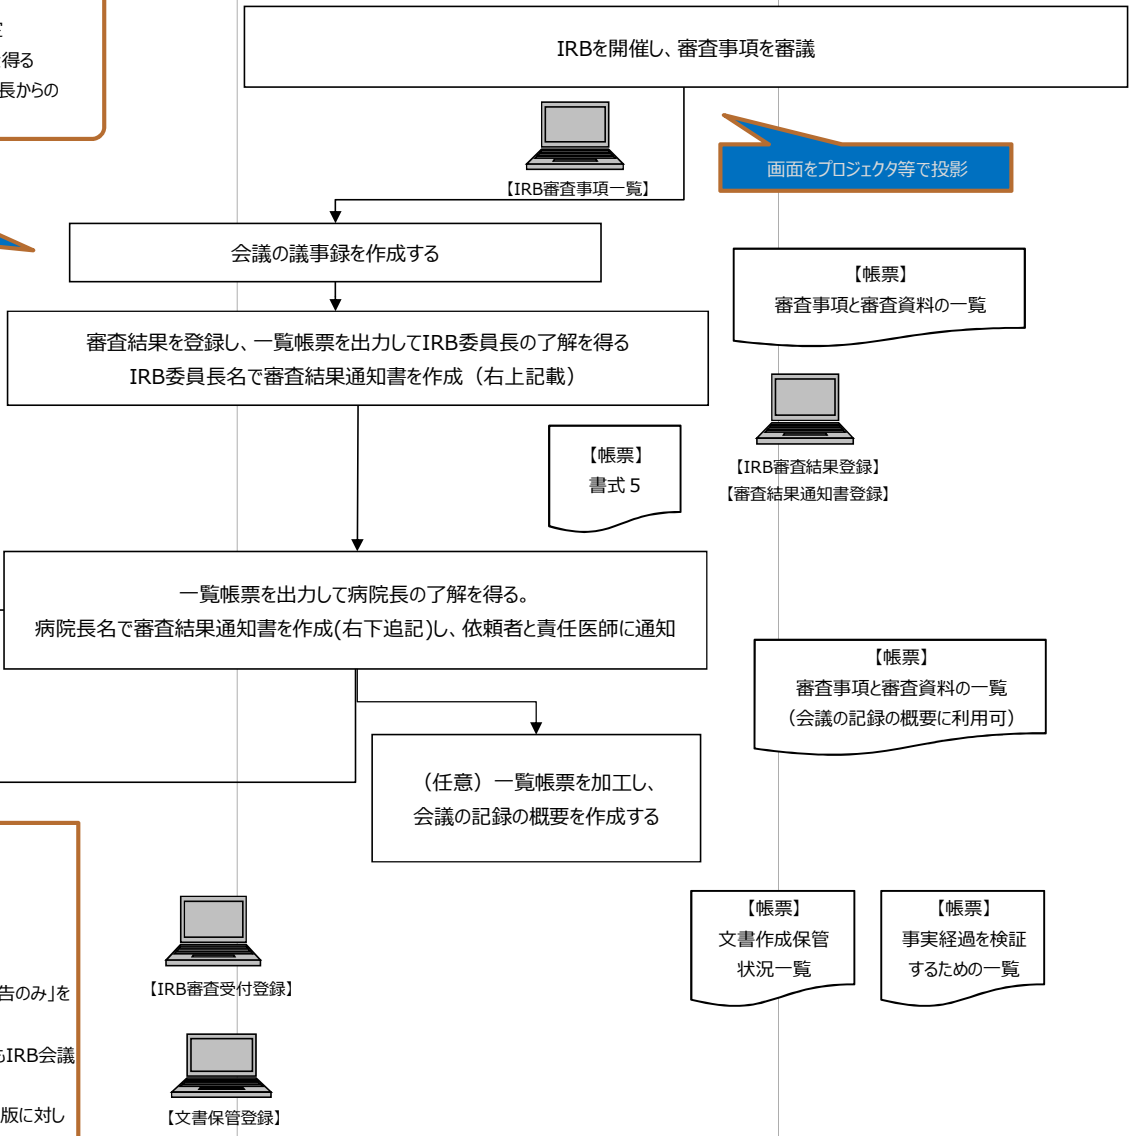 得る
長からの
IRBを開催し、審査事項を審議
【IRB審査事項一覧】
画面をプロジェクタ等で投影
会議の議事録を作成する
【帳票】
審査事項と審査資料の一覧
審査結果を登録し、一覧帳票を出力してIRB委員長の了解を得る
IRB委員長名で審査結果通知書を作成（右上記載）
【帳票】
書式５
【IRB審査結果登録】
【審査結果通知書登録】
一覧帳票を出力して病院長の了解を得る。
病院長名で審査結果通知書を作成(右下追記)し、依頼者と責任医師に通知
【帳票】
審査事項と審査資料の一覧
（会議の記録の概要に利用可）
（任意）一覧帳票を加工し、
会議の記録の概要を作成する
【帳票】
文書作成保管
状況一覧
【帳票】
事実経過を検証
するための一覧
【IRB審査受付登録】
告のみ」を
もIRB会議
版に対し
【文書保管登録】